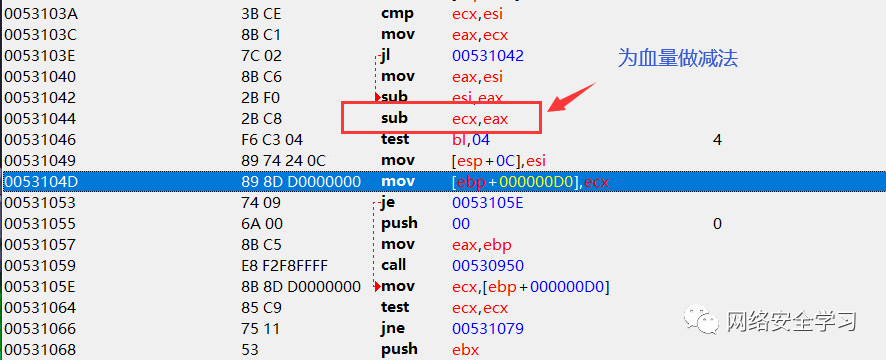 0053103A 3B CE cmp ecx,esi
0053103C 8B C1 mov eax,ecx
0053103E 7C 02 jl 00531042
00531040 8B C6 mov eax,esi
00531042 2B F0 sub esi,eax
00531044 2B C8 sub ecx,eax
00531046 F6 C3 04 test bl,04 4
00531049 89 74 24 0C mov [esp+0C],esi
0053104D 89 8D D0000000 mov [ebp+000000D0],ecx
00531053 74 09 je 0053105E
00531055 6A 00 push 00 0
00531057 8B C5 mov eax,ebp
00531059 E8 F2F8FFFF call 00530950
0053105E 8B 8D D0000000 mov ecx,[ebp+000000D0]
00531064 85 C9 test ecx,ecx
00531066 75 11 jne 00531079
00531068 53 push ebx
为血量做减法
网络安全学习